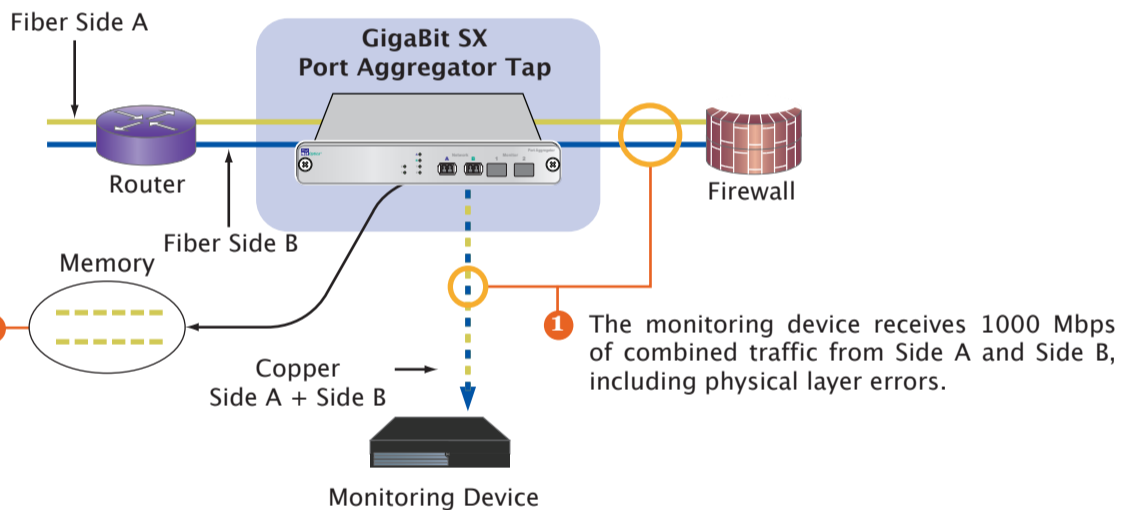 Fiber Side A
GigaBit SX
Port Aggregator Tap
Router
Firewall
Fiber Side B
Memory
1 The monitoring device receives 1000 Mbps
of combined traffic from Side A and Side B,
including physical layer errors.
Copper
Side A + Side B
Monitoring Device